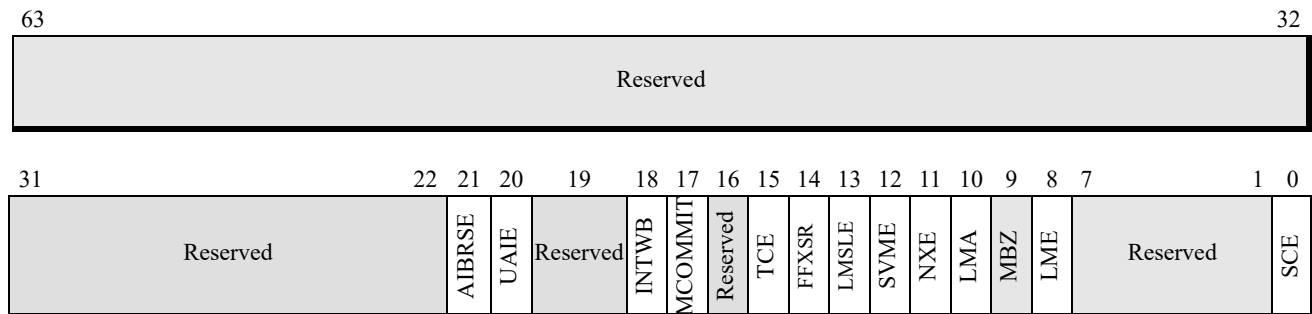 63 32
Reserved
31 22 21 20 19 18 17 16 15 14 13 12 11 10 9 8 7 1 0
Reserved AIBRSE UAIE Reserved INTWB MCOMMIT Reserved TCE FFXSR LMSLE SVME NXE LMA MBZ LME Reserved SCE